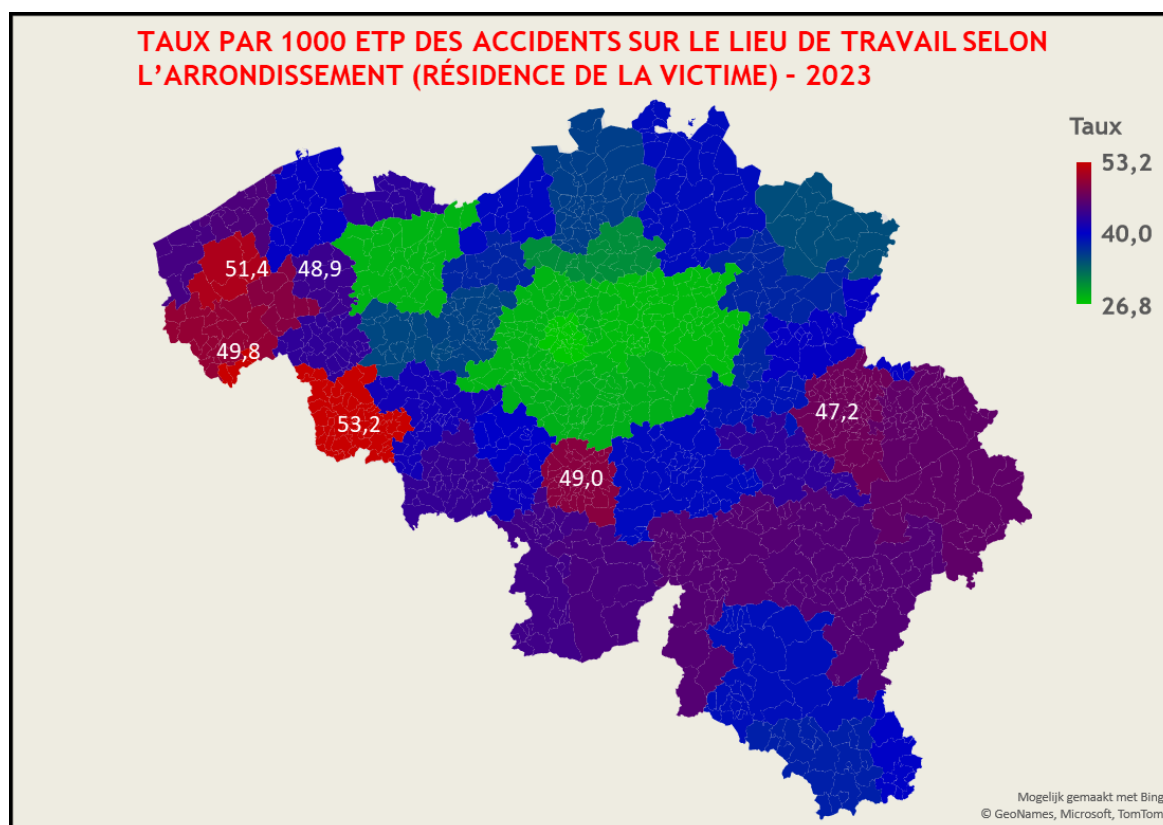 TAUX PAR 1000 ETP DES ACCIDENTS SUR LE LIEU DE TRAVAIL SELON
L’ARRONDISSEMENT (RÉSIDENCE DE LA VICTIME) - 2023
Taux
53,2
40,0
26,8
51,4
48,9
49,8
53,2
47,2
49,0
Mogelijk gemaakt met Bing
© GeoNames, Microsoft, TomTom